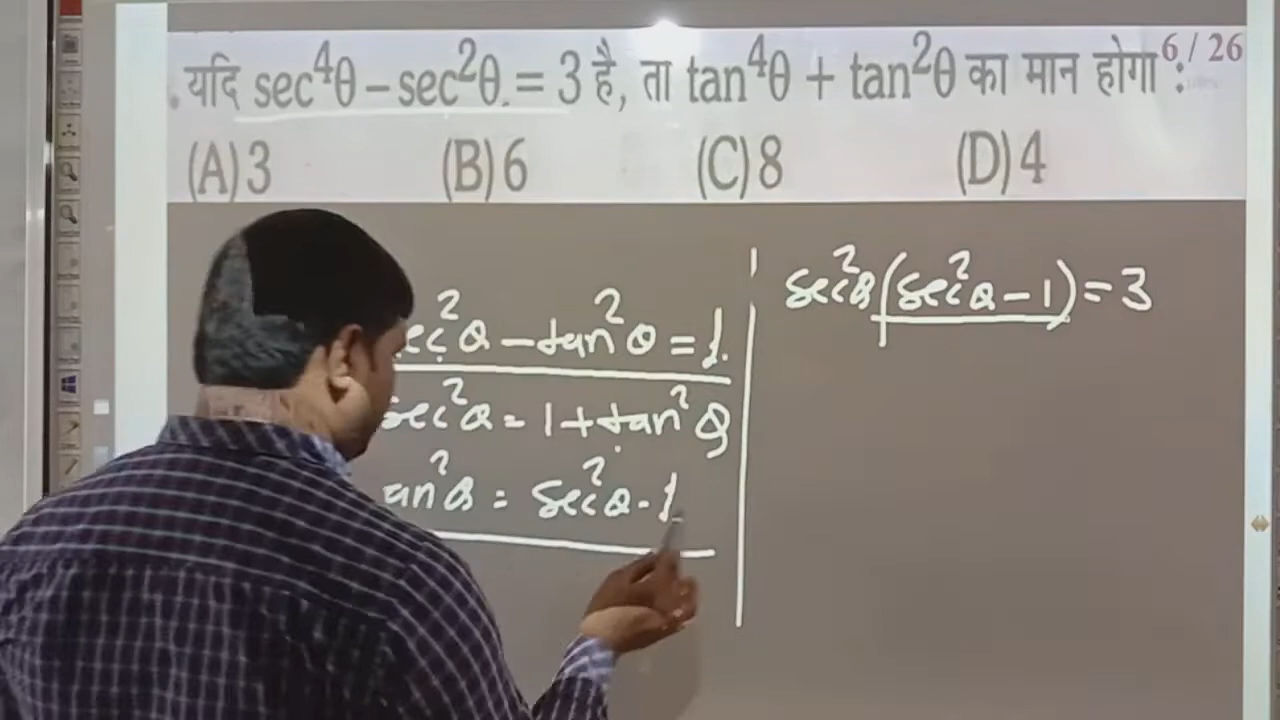 . यदि sec⁴θ – sec²θ = 3 है, ता tan⁴θ + tan²θ का मान होगा :
6 / 26
(A) 3 (B) 6 (C) 8 (D) 4
sec²θ - tan²θ = 1.
sec²θ = 1 + tan²θ
tan²θ = sec²θ - 1
sec²θ (sec²θ - 1) = 3